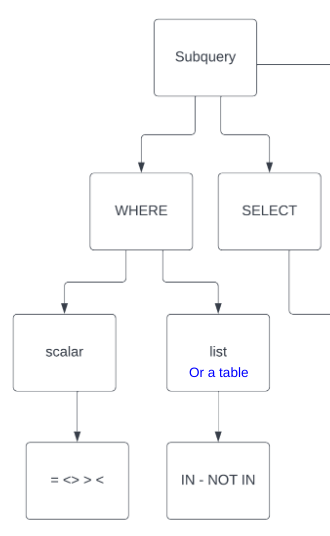 Subquery
WHERE
SELECT
scalar
list
Or a table
= <> > <
IN - NOT IN